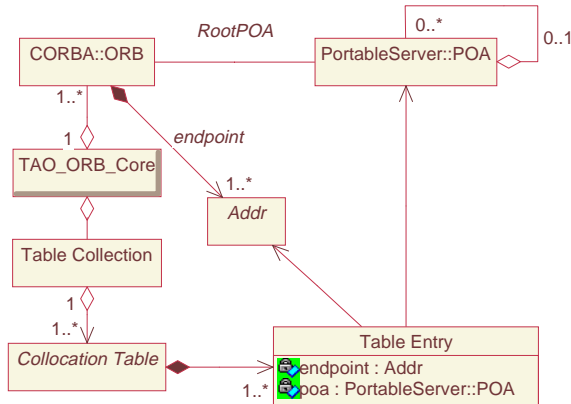 0..*
RootPOA
0..1
CORBA::ORB
PortableServer::POA
1..*
endpoint
1
TAO_ORB_Core
1..*
Addr
Table Collection
1
1..*
Table Entry
Collocation Table
endpoint : Addr
1..*
poa : PortableServer::POA